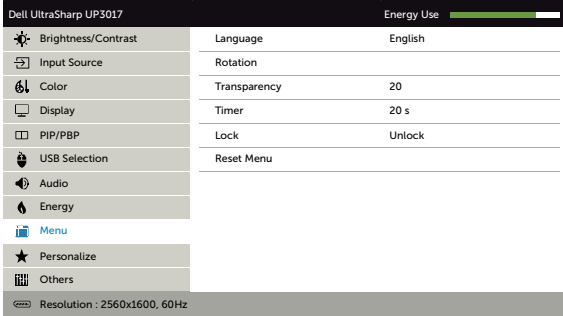 Dell UltraSharp UP3017 Energy Use
Brightness/Contrast Language English
Input Source Rotation
Color Transparency 20
Display Timer 20 s
PIP/PBP Lock Unlock
USB Selection Reset Menu
Audio
Energy
Menu
Personalize
Others
Resolution : 2560x1600, 60Hz